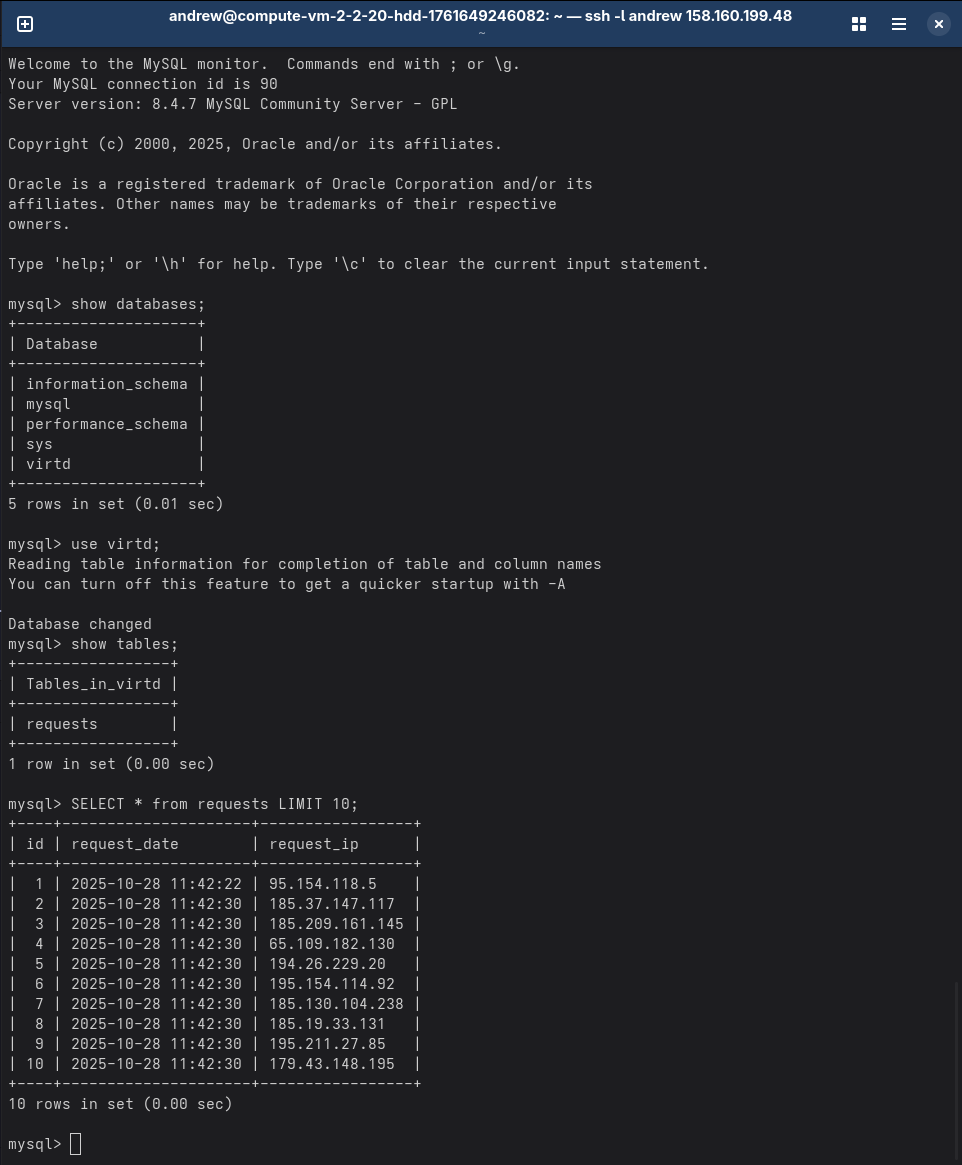 andrew@compute-vm-2-2-20-hdd-1761649246082: ~ — ssh -l andrew 158.160.199.48
~
Welcome to the MySQL monitor.  Commands end with ; or \g.
Your MySQL connection id is 90
Server version: 8.4.7 MySQL Community Server - GPL

Copyright (c) 2000, 2025, Oracle and/or its affiliates.

Oracle is a registered trademark of Oracle Corporation and/or its
affiliates. Other names may be trademarks of their respective
owners.

Type 'help;' or '\h' for help. Type '\c' to clear the current input statement.

mysql> show databases;
+--------------------+
| Database           |
+--------------------+
| information_schema |
| mysql              |
| performance_schema |
| sys                |
| virtd              |
+--------------------+
5 rows in set (0.01 sec)

mysql> use virtd;
Reading table information for completion of table and column names
You can turn off this feature to get a quicker startup with -A

Database changed
mysql> show tables;
+-----------------+
| Tables_in_virtd |
+-----------------+
| requests        |
+-----------------+
1 row in set (0.00 sec)

mysql> SELECT * from requests LIMIT 10;
+----+---------------------+-----------------+
| id | request_date        | request_ip      |
+----+---------------------+-----------------+
|  1 | 2025-10-28 11:42:22 | 95.154.118.5    |
|  2 | 2025-10-28 11:42:30 | 185.37.147.117  |
|  3 | 2025-10-28 11:42:30 | 185.209.161.145 |
|  4 | 2025-10-28 11:42:30 | 65.109.182.130  |
|  5 | 2025-10-28 11:42:30 | 194.26.229.20   |
|  6 | 2025-10-28 11:42:30 | 195.154.114.92  |
|  7 | 2025-10-28 11:42:30 | 185.130.104.238 |
|  8 | 2025-10-28 11:42:30 | 185.19.33.131   |
|  9 | 2025-10-28 11:42:30 | 195.211.27.85   |
| 10 | 2025-10-28 11:42:30 | 179.43.148.195  |
+----+---------------------+-----------------+
10 rows in set (0.00 sec)

mysql>